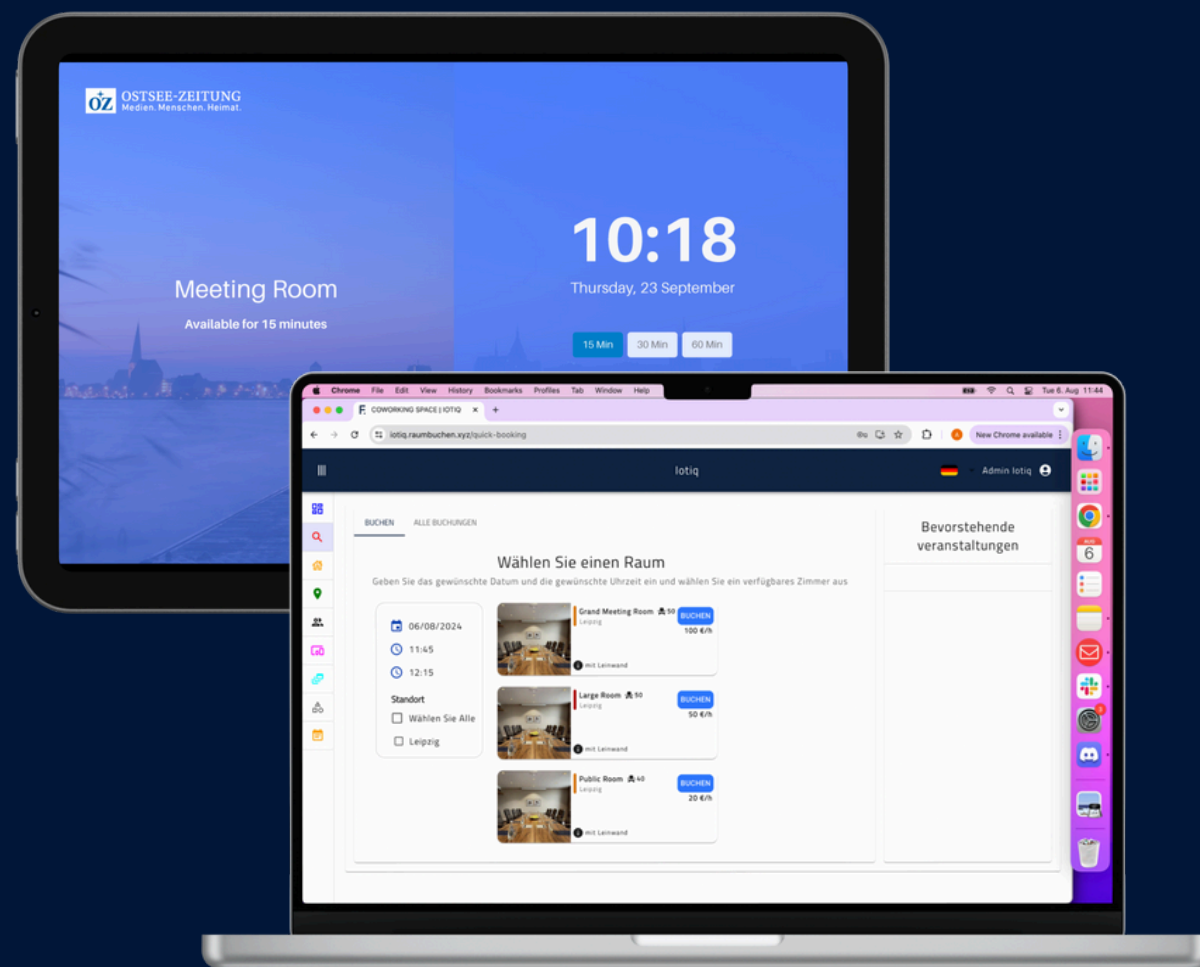 OZ OSTSEE-ZEITUNG
Medien. Menschen. Heimat.
10:18
Thursday, 23 September
Meeting Room
Available for 15 minutes
15 Min 30 Min 60 Min
Chrome File Edit View History Bookmarks Profiles Tab Window Help Tue 6. Aug 11:44
COWORKING SPACE | IOTIQ
iotiq.raumbuchen.xyz/quick-booking
New Chrome available
Iotiq
Admin Iotiq
BUCHEN ALLE BUCHUNGEN
Wählen Sie einen Raum
Geben Sie das gewünschte Datum und die gewünschte Uhrzeit ein und wählen Sie ein verfügbares Zimmer aus
06/08/2024
11:45
12:15
Standort
Wählen Sie Alle
Leipzig
Grand Meeting Room 50 BUCHEN
Leipzig
100 €/h
mit Leinwand
Large Room 50 BUCHEN
Leipzig
50 €/h
mit Leinwand
Public Room 40 BUCHEN
Leipzig
20 €/h
mit Leinwand
Bevorstehende
veranstaltungen
AUG
6